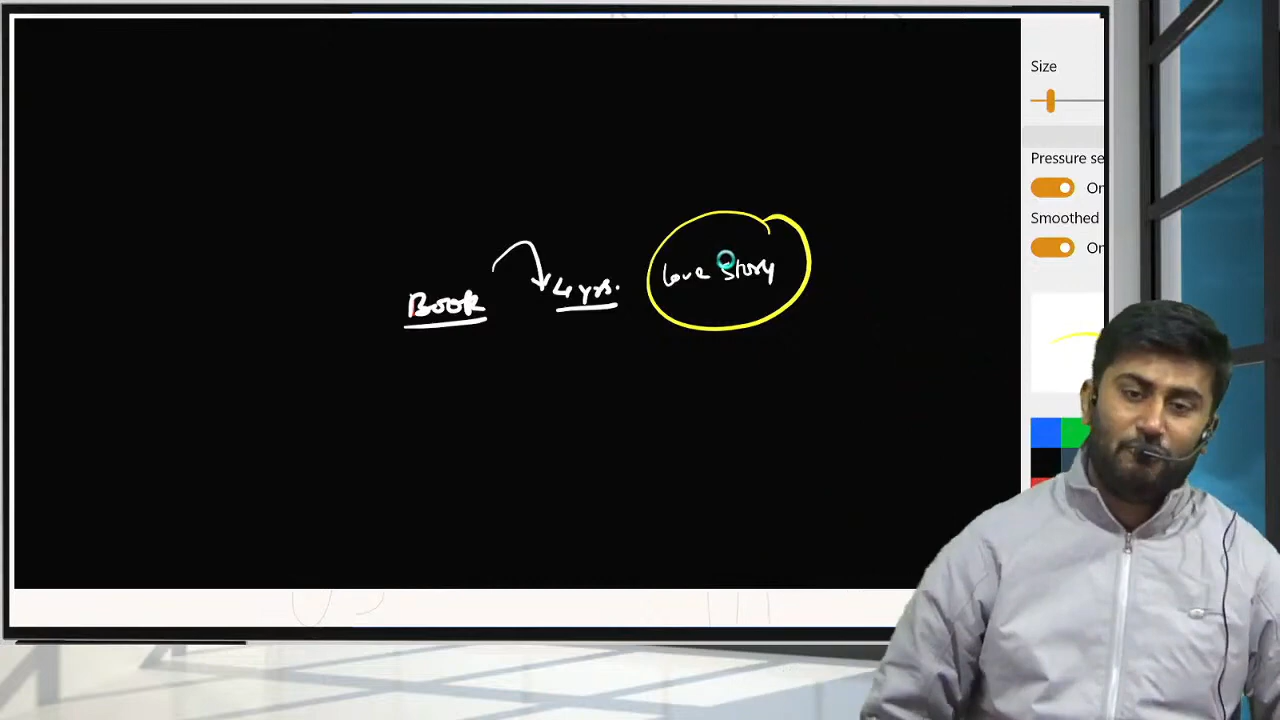 Size
Pressure se
On
Smoothed
On
Love Story
Book 4 yrs.